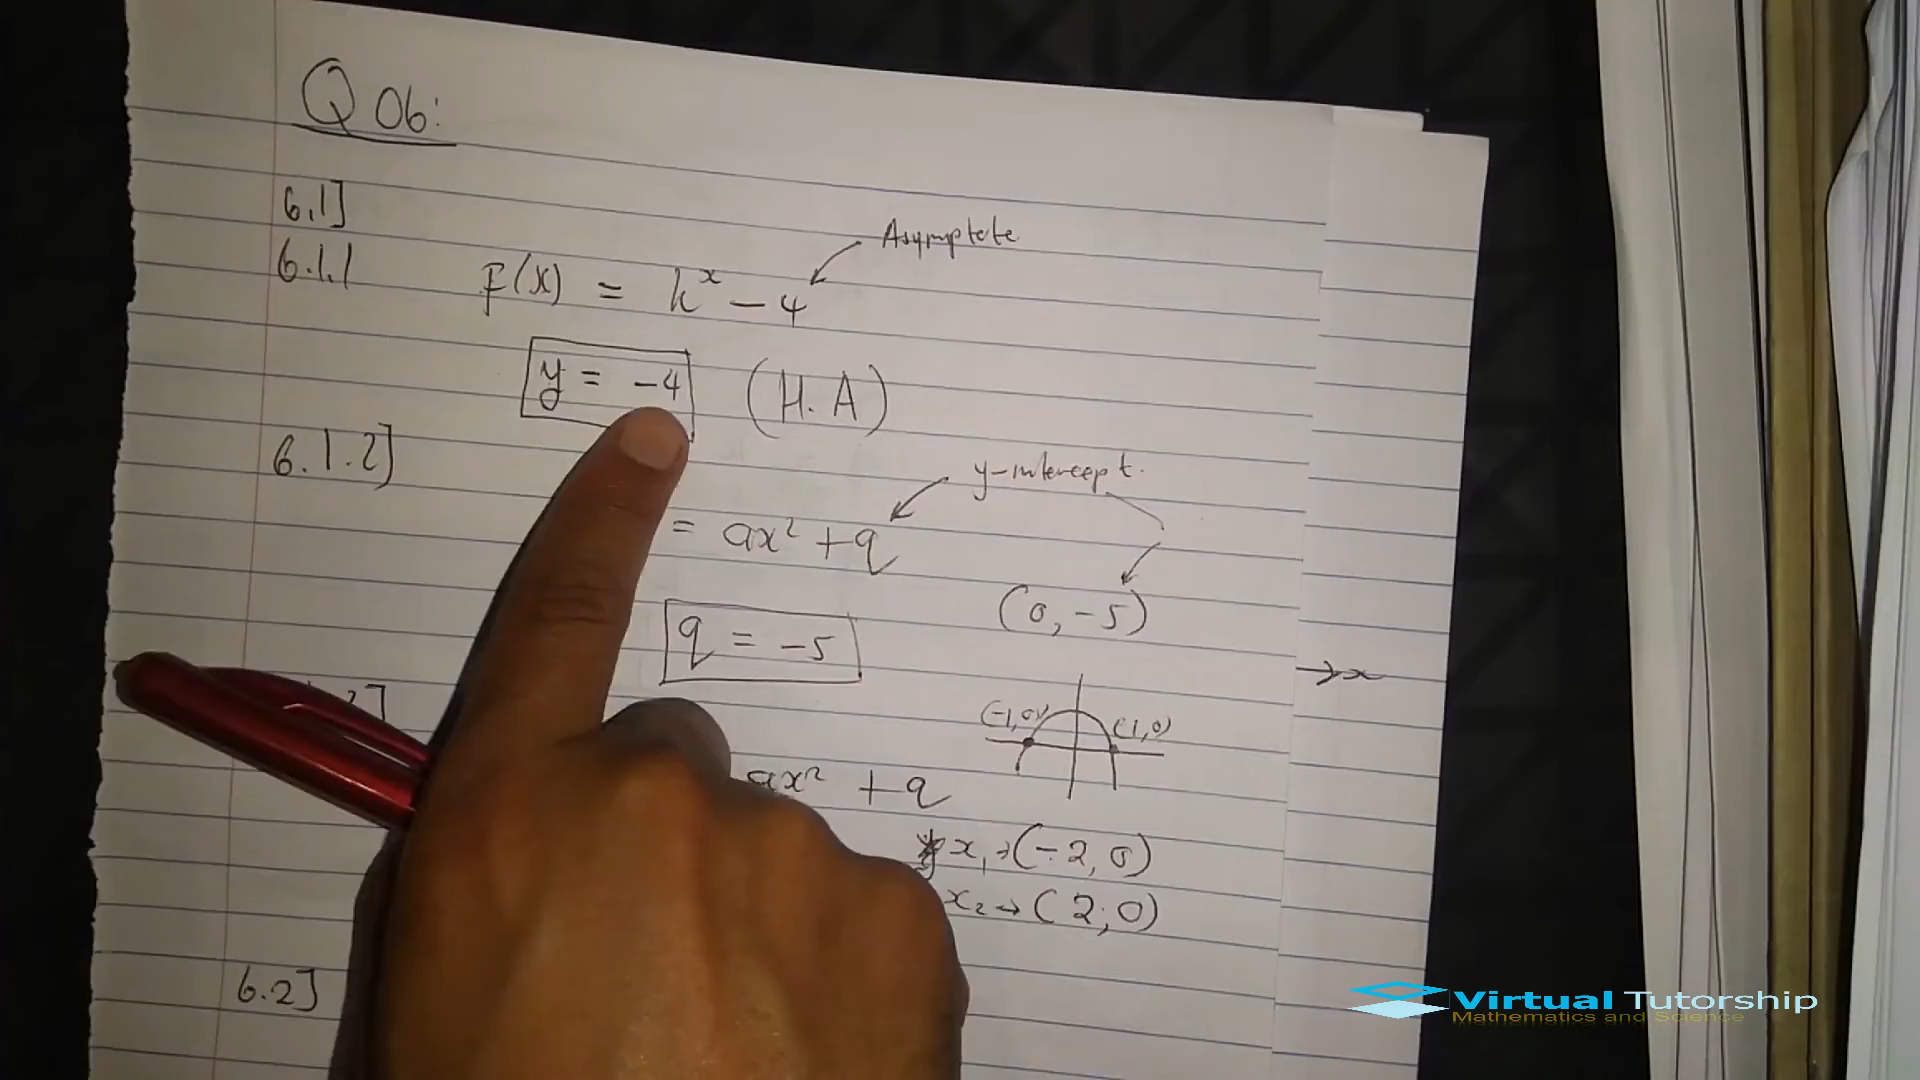 Q 06:
6.1]
6.1.1 F(x) = k^x - 4
Asymptote
y = -4 (H.A)
6.1.2]
y-intercept.
= ax² + q
(0, -5)
q = -5
→x
(-1,0) (1,0)
ax² + q
x₁ → (-2, 0)
x₂ → (2; 0)
6.2]
Virtual Tutorship
Mathematics and Science